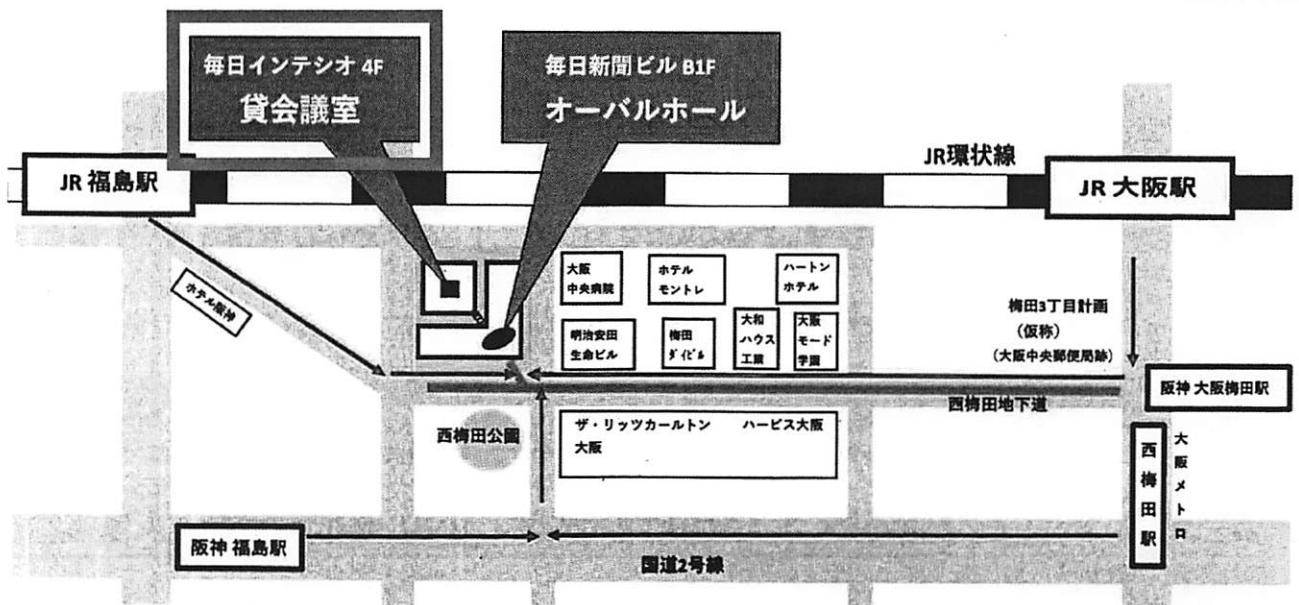 毎日インテシオ 4F
貸会議室
毎日新聞ビル B1F
オーバルホール
JR環状線
JR 福島駅
JR 大阪駅
ホテル阪神
大阪
中央病院
ホテル
モントレ
ハートン
ホテル
明治安田
生命ビル
梅田
ダイビル
大和
ハウス
工業
大阪
モード
学園
梅田3丁目計画
(仮称)
(大阪中央郵便局跡)
阪神 大阪梅田駅
西梅田地下道
西梅田公園
ザ・リッツカールトン ハービス大阪
大阪
西梅田駅
大阪メトロ
阪神 福島駅
国道2号線